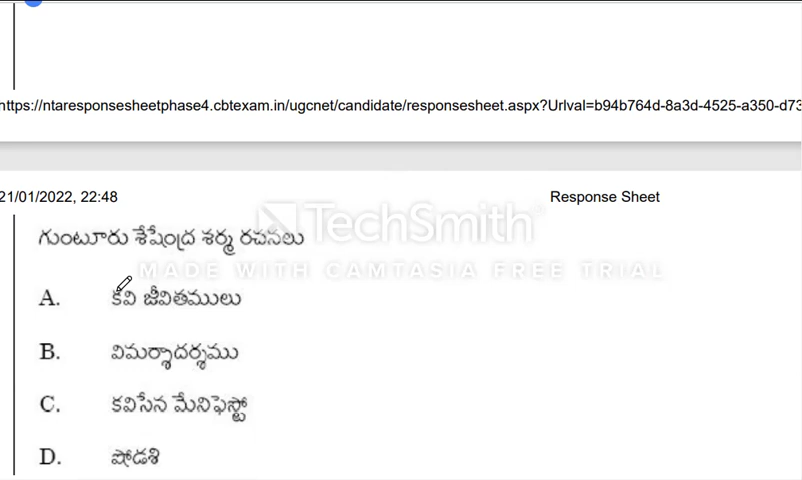 https://ntaresponsesheetphase4.cbtexam.in/ugcnet/candidate/responsesheet.aspx?Urlval=b94b764d-8a3d-4525-a350-d73
21/01/2022, 22:48 Response Sheet
TechSmith
MADE WITH CAMTASIA FREE TRIAL
గుంటూరు శేషేంద్ర శర్మ రచనలు
A. కవి జీవితములు
B. విమర్శాదర్శము
C. కవిసేన మేనిఫెస్టో
D. షోడశి